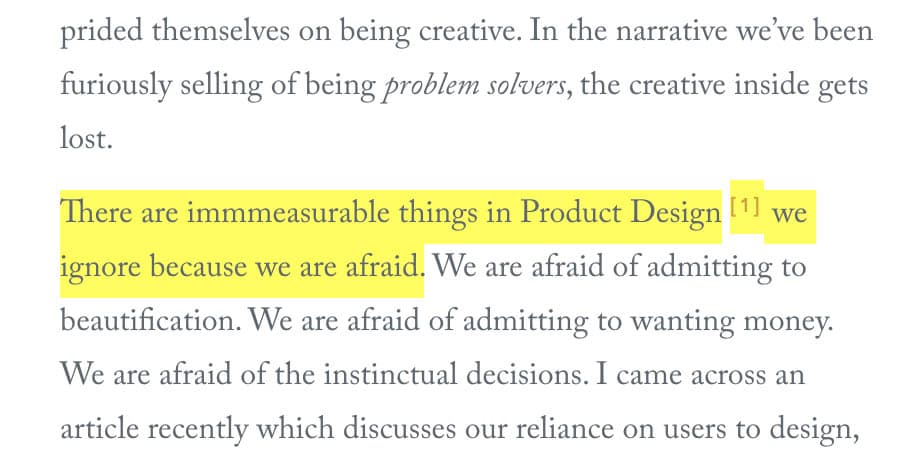 prided themselves on being creative. In the narrative we’ve been
furiously selling of being problem solvers, the creative inside gets
lost.
There are immmeasurable things in Product Design [1] we
ignore because we are afraid. We are afraid of admitting to
beautification. We are afraid of admitting to wanting money.
We are afraid of the instinctual decisions. I came across an
article recently which discusses our reliance on users to design,